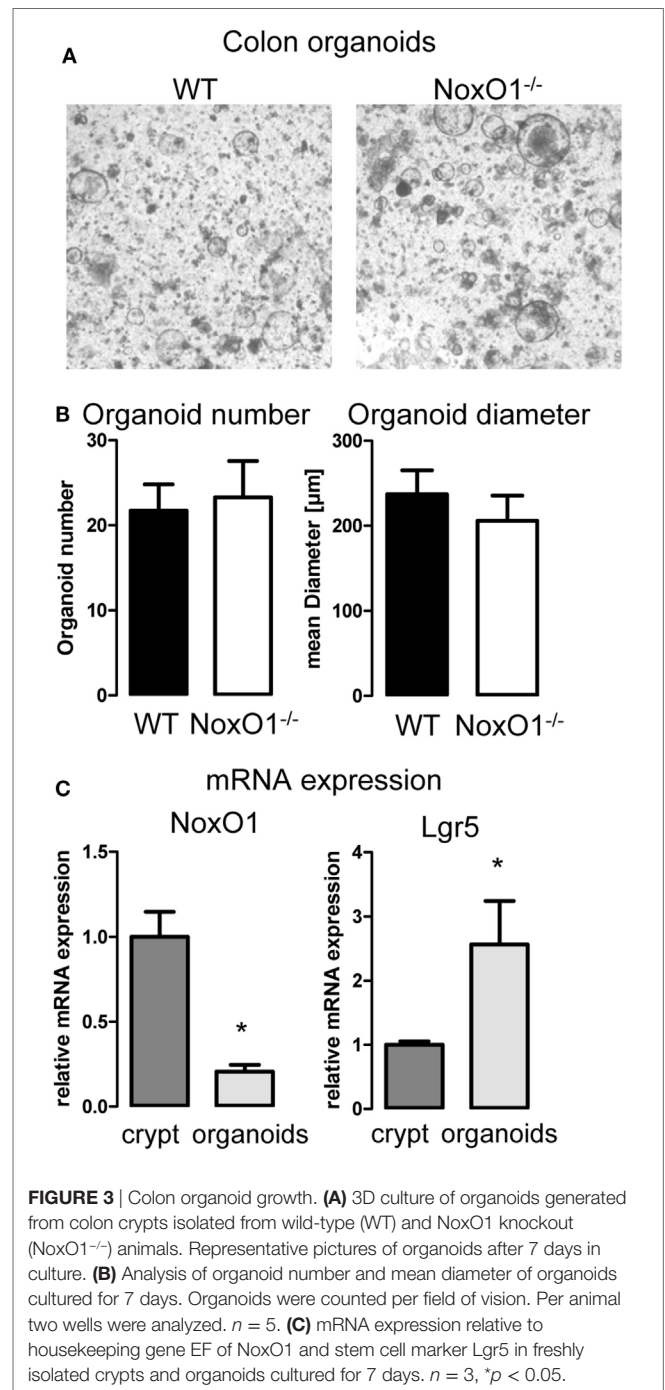 A
Colon organoids
WT
NoxO1⁻/⁻
B
Organoid number
Organoid diameter
30
20
10
0
Organoid number
WT NoxO1⁻/⁻
300
200
100
0
mean Diameter [µm]
WT NoxO1⁻/⁻
C
mRNA expression
NoxO1
Lgr5
1.5
1.0
0.5
0.0
relative mRNA expression
*
crypt organoids
4
3
2
1
0
relative mRNA expression
*
crypt organoids
FIGURE 3 | Colon organoid growth. (A) 3D culture of organoids generated
from colon crypts isolated from wild-type (WT) and NoxO1 knockout
(NoxO1⁻/⁻) animals. Representative pictures of organoids after 7 days in
culture. (B) Analysis of organoid number and mean diameter of organoids
cultured for 7 days. Organoids were counted per field of vision. Per animal
two wells were analyzed. n = 5. (C) mRNA expression relative to
housekeeping gene EF of NoxO1 and stem cell marker Lgr5 in freshly
isolated crypts and organoids cultured for 7 days. n = 3, *p < 0.05.